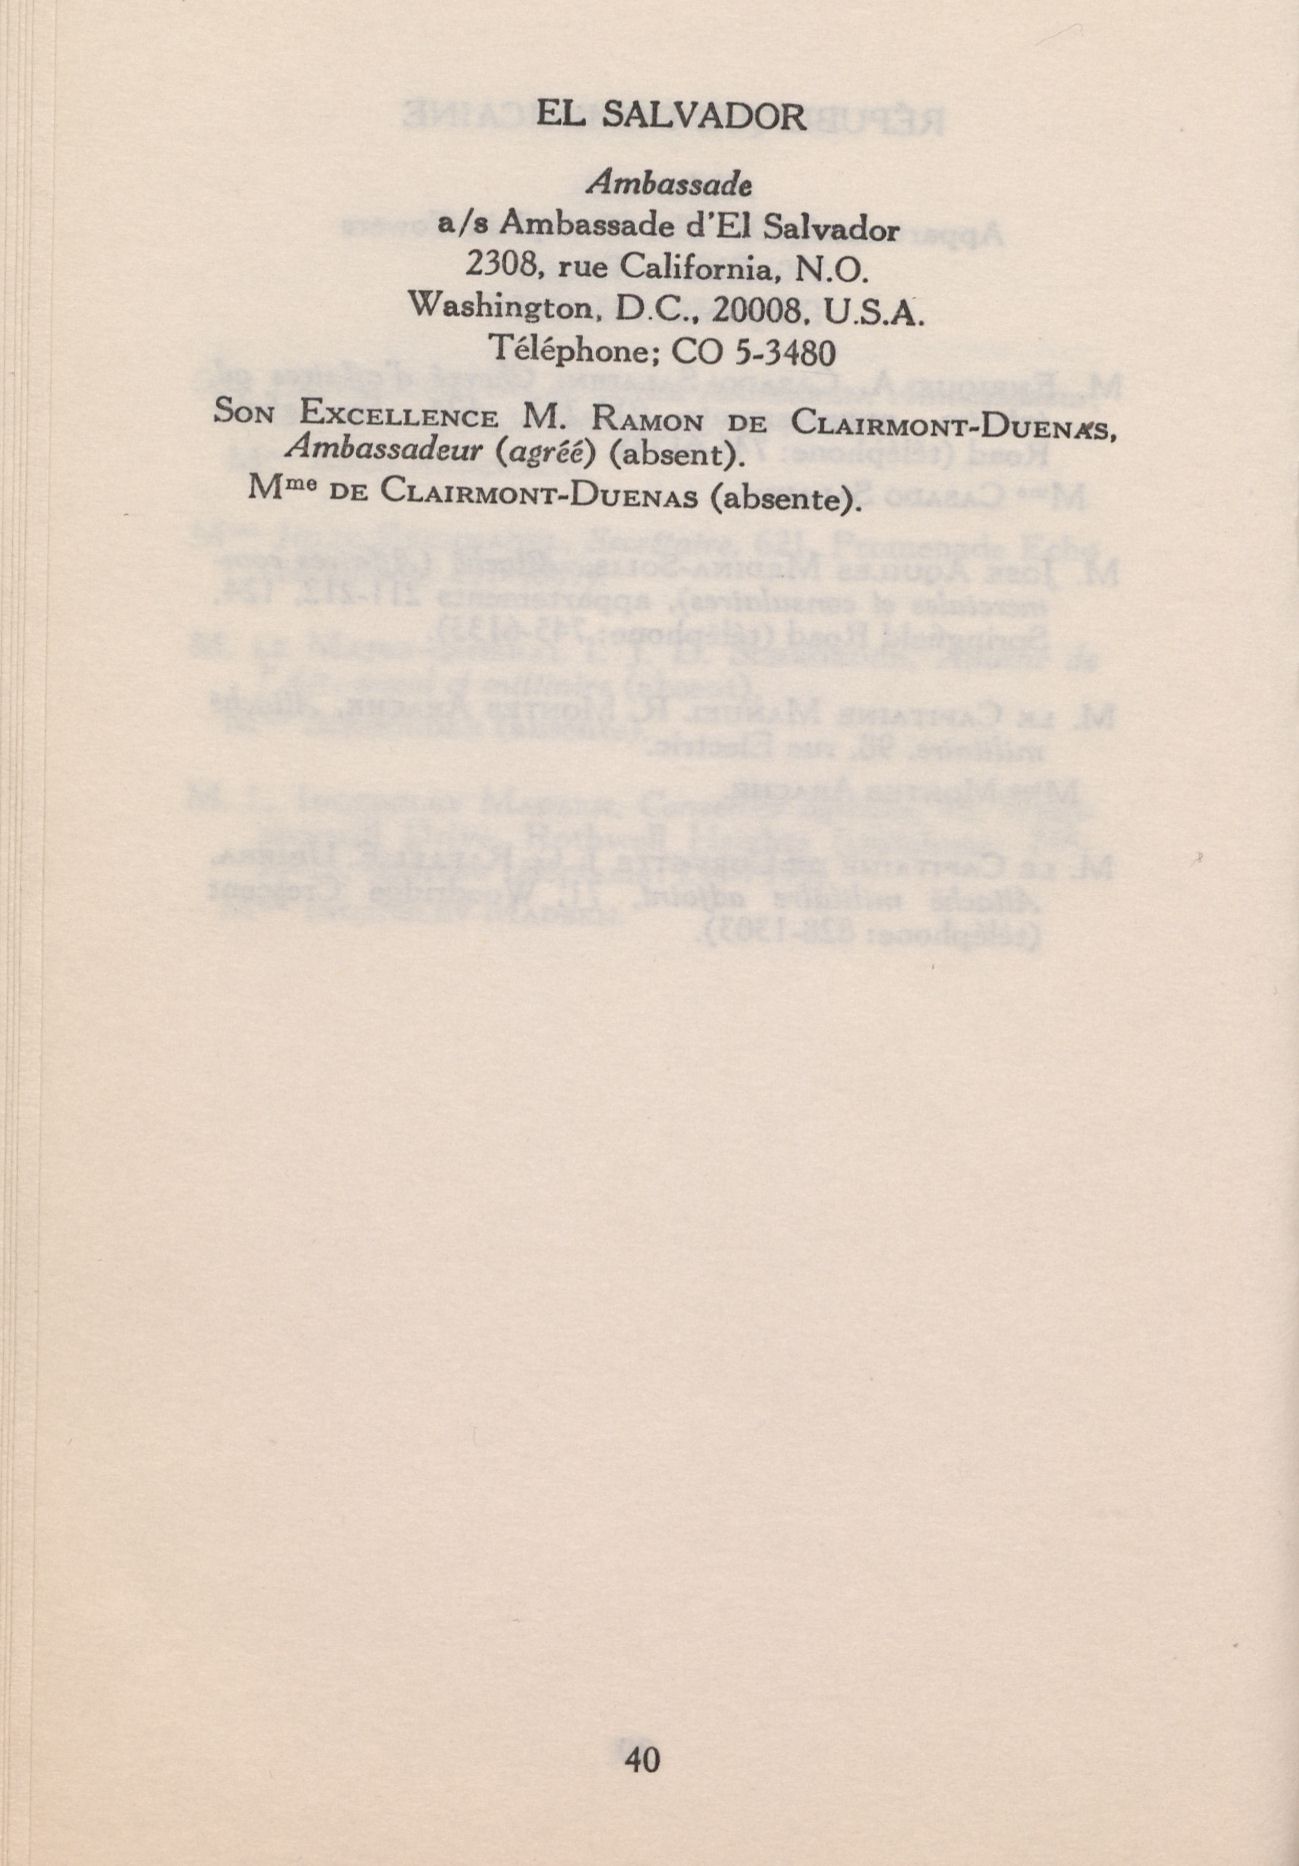 EL SALVADOR
Ambassade
a/s Ambassade d'El Salvador
2308, rue California, N.O.
Washington, D.C., 20008, U.S.A.
Téléphone; CO 5-3480
SON EXCELLENCE M. RAMON DE CLAIRMONT-DUENAS,
Ambassadeur (agréé) (absent).
Mme DE CLAIRMONT-DUENAS (absente).
40